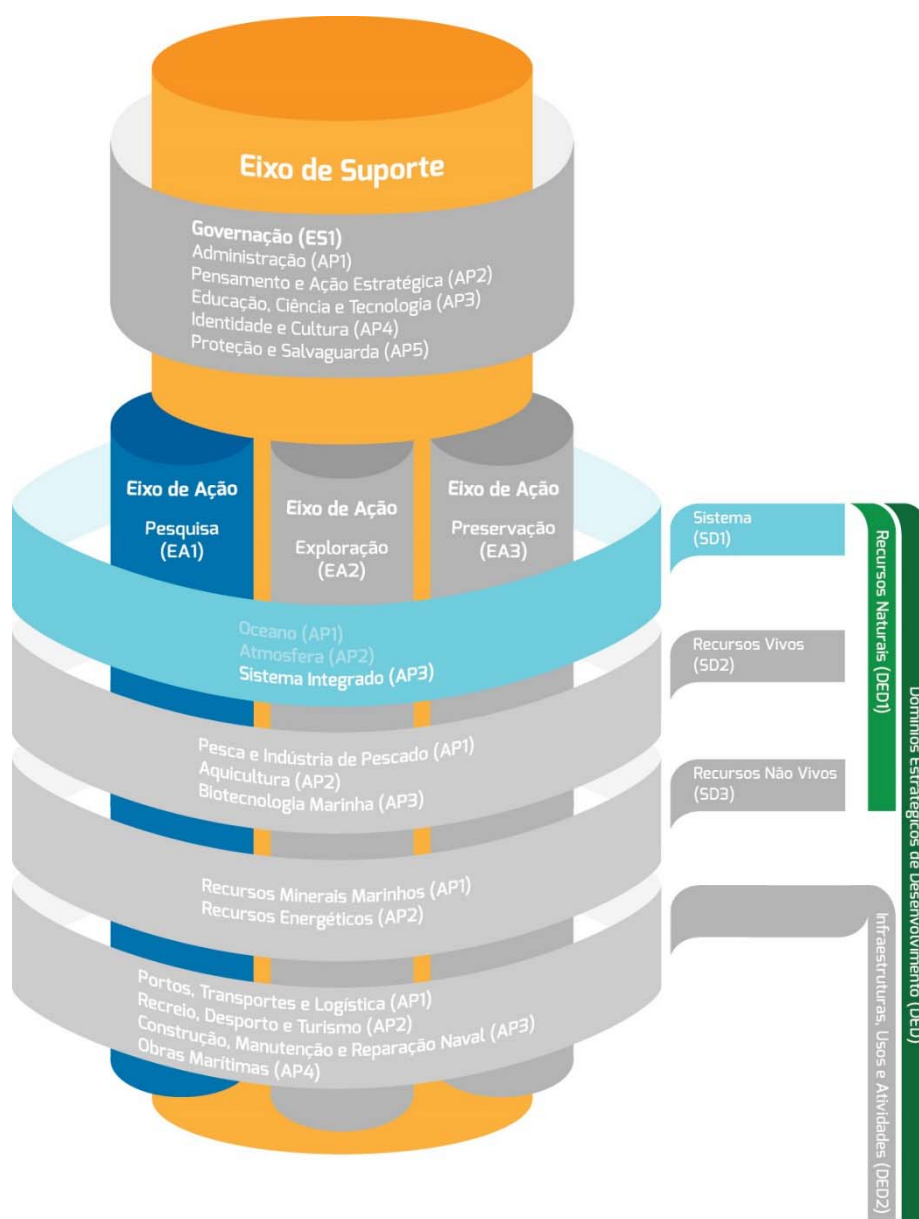 Eixo de Suporte
Governação (ES1)
Administração (AP1)
Pensamento e Ação Estratégica (AP2)
Educação, Ciência e Tecnologia (AP3)
Identidade e Cultura (AP4)
Proteção e Salvaguarda (AP5)
Eixo de Ação
Pesquisa
(EA1)
Eixo de Ação
Exploração
(EA2)
Eixo de Ação
Preservação
(EA3)
Oceano (AP1)
Atmosfera (AP2)
Sistema Integrado (AP3)
Pesca e Indústria de Pescado (AP1)
Aquicultura (AP2)
Biotecnologia Marinha (AP3)
Recursos Minerais Marinhos (AP1)
Recursos Energéticos (AP2)
Portos, Transportes e Logística (AP1)
Recreio, Desporto e Turismo (AP2)
Construção, Manutenção e Reparação Naval (AP3)
Obras Marítimas (AP4)
Sistema
(SD1)
Recursos Vivos
(SD2)
Recursos Não Vivos
(SD3)
Recursos Naturais (DED1)
Infraestruturas, Usos e Atividades (DED2)
Domínios Estratégicos de Desenvolvimento (DED)